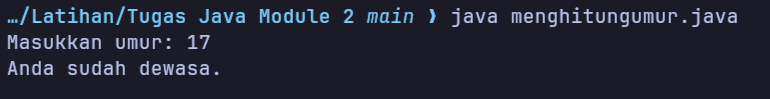 …/Latihan/Tugas Java Module 2 main ❱ java menghitungumur.java
Masukkan umur: 17
Anda sudah dewasa.